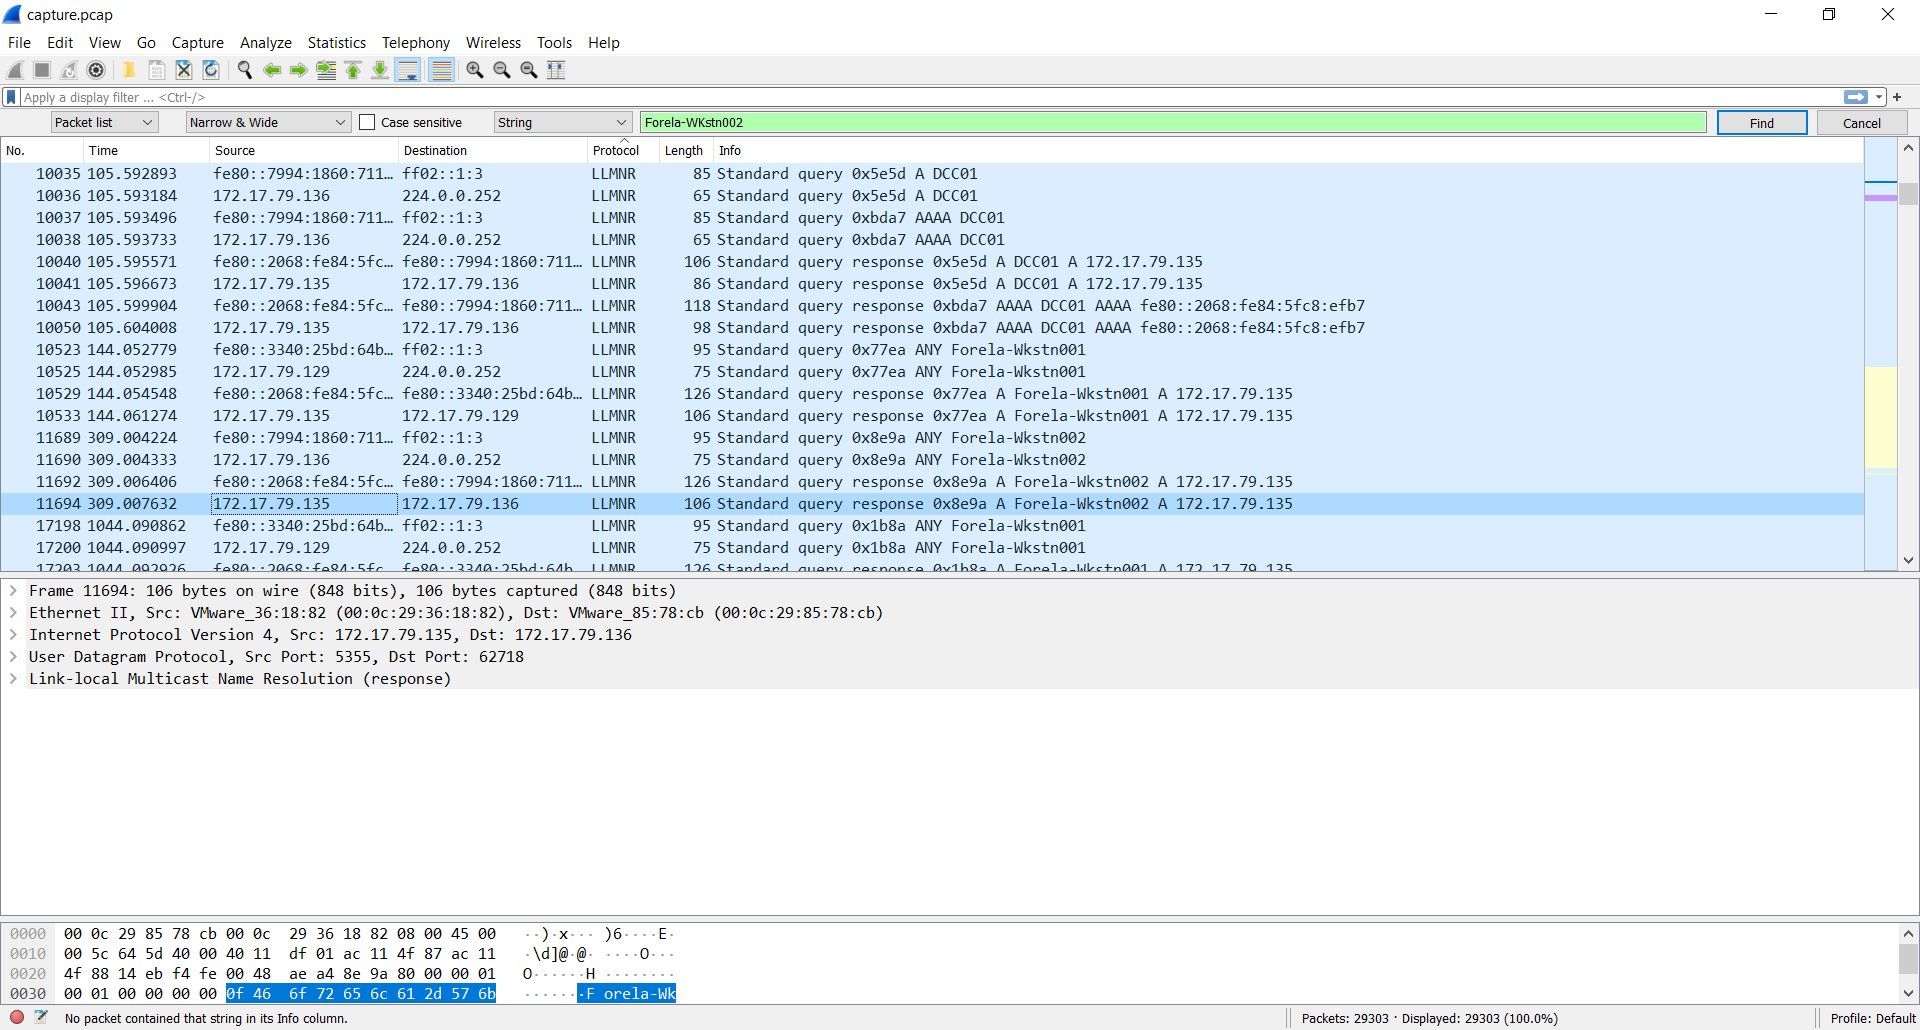 capture.pcap
File Edit View Go Capture Analyze Statistics Telephony Wireless Tools Help
Apply a display filter ... <Ctrl-/>
Packet list Narrow & Wide Case sensitive String Forela-WKstn002 Find Cancel
No. Time Source Destination Protocol Length Info
10035 105.592893 fe80::7994:1860:711… ff02::1:3 LLMNR 85 Standard query 0x5e5d A DCC01
10036 105.593184 172.17.79.136 224.0.0.252 LLMNR 65 Standard query 0x5e5d A DCC01
10037 105.593496 fe80::7994:1860:711… ff02::1:3 LLMNR 85 Standard query 0xbda7 AAAA DCC01
10038 105.593733 172.17.79.136 224.0.0.252 LLMNR 65 Standard query 0xbda7 AAAA DCC01
10040 105.595571 fe80::2068:fe84:5fc… fe80::7994:1860:711… LLMNR 106 Standard query response 0x5e5d A DCC01 A 172.17.79.135
10041 105.596673 172.17.79.135 172.17.79.136 LLMNR 86 Standard query response 0x5e5d A DCC01 A 172.17.79.135
10043 105.599904 fe80::2068:fe84:5fc… fe80::7994:1860:711… LLMNR 118 Standard query response 0xbda7 AAAA DCC01 AAAA fe80::2068:fe84:5fc8:efb7
10050 105.604008 172.17.79.135 172.17.79.136 LLMNR 98 Standard query response 0xbda7 AAAA DCC01 AAAA fe80::2068:fe84:5fc8:efb7
10523 144.052779 fe80::3340:25bd:64b… ff02::1:3 LLMNR 95 Standard query 0x77ea ANY Forela-Wkstn001
10525 144.052985 172.17.79.129 224.0.0.252 LLMNR 75 Standard query 0x77ea ANY Forela-Wkstn001
10529 144.054548 fe80::2068:fe84:5fc… fe80::3340:25bd:64b… LLMNR 126 Standard query response 0x77ea A Forela-Wkstn001 A 172.17.79.135
10533 144.061274 172.17.79.135 172.17.79.129 LLMNR 106 Standard query response 0x77ea A Forela-Wkstn001 A 172.17.79.135
11689 309.004224 fe80::7994:1860:711… ff02::1:3 LLMNR 95 Standard query 0x8e9a ANY Forela-Wkstn002
11690 309.004333 172.17.79.136 224.0.0.252 LLMNR 75 Standard query 0x8e9a ANY Forela-Wkstn002
11692 309.006406 fe80::2068:fe84:5fc… fe80::7994:1860:711… LLMNR 126 Standard query response 0x8e9a A Forela-Wkstn002 A 172.17.79.135
11694 309.007632 172.17.79.135 172.17.79.136 LLMNR 106 Standard query response 0x8e9a A Forela-Wkstn002 A 172.17.79.135
17198 1044.090862 fe80::3340:25bd:64b… ff02::1:3 LLMNR 95 Standard query 0x1b8a ANY Forela-Wkstn001
17200 1044.090997 172.17.79.129 224.0.0.252 LLMNR 75 Standard query 0x1b8a ANY Forela-Wkstn001
17203 1044.092926 fe80::2068:fe84:5fc… fe80::3340:25bd:64b… LLMNR 126 Standard query response 0x1b8a A Forela-Wkstn001 A 172.17.79.135
Frame 11694: 106 bytes on wire (848 bits), 106 bytes captured (848 bits)
Ethernet II, Src: VMware_36:18:82 (00:0c:29:36:18:82), Dst: VMware_85:78:cb (00:0c:29:85:78:cb)
Internet Protocol Version 4, Src: 172.17.79.135, Dst: 172.17.79.136
User Datagram Protocol, Src Port: 5355, Dst Port: 62718
Link-local Multicast Name Resolution (response)
0000 00 0c 29 85 78 cb 00 0c 29 36 18 82 08 00 45 00 ··)·x··· )6····E·
0010 00 5c 64 5d 40 00 40 11 df 01 ac 11 4f 87 ac 11 ·\d]@·@· ····O···
0020 4f 88 14 eb f4 fe 00 48 ae a4 8e 9a 80 00 00 01 O······H ········
0030 00 01 00 00 00 00 0f 46 6f 72 65 6c 61 2d 57 6b ·······F orela-Wk
No packet contained that string in its Info column. Packets: 29303 · Displayed: 29303 (100.0%) Profile: Default